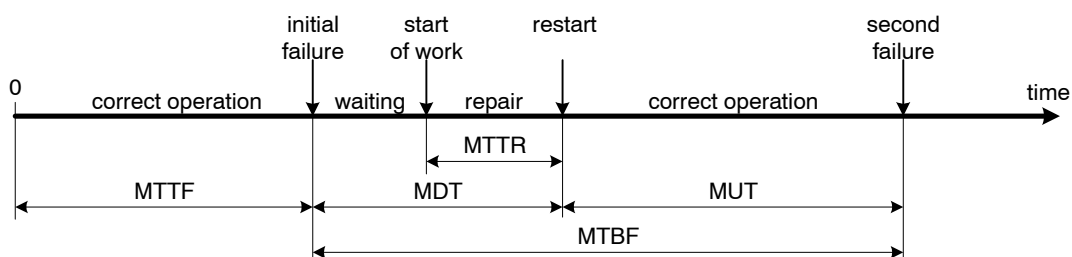 initial
failure
start
of work
restart
second
failure
0
correct operation
waiting
repair
correct operation
time
MTTR
MTTF
MDT
MUT
MTBF